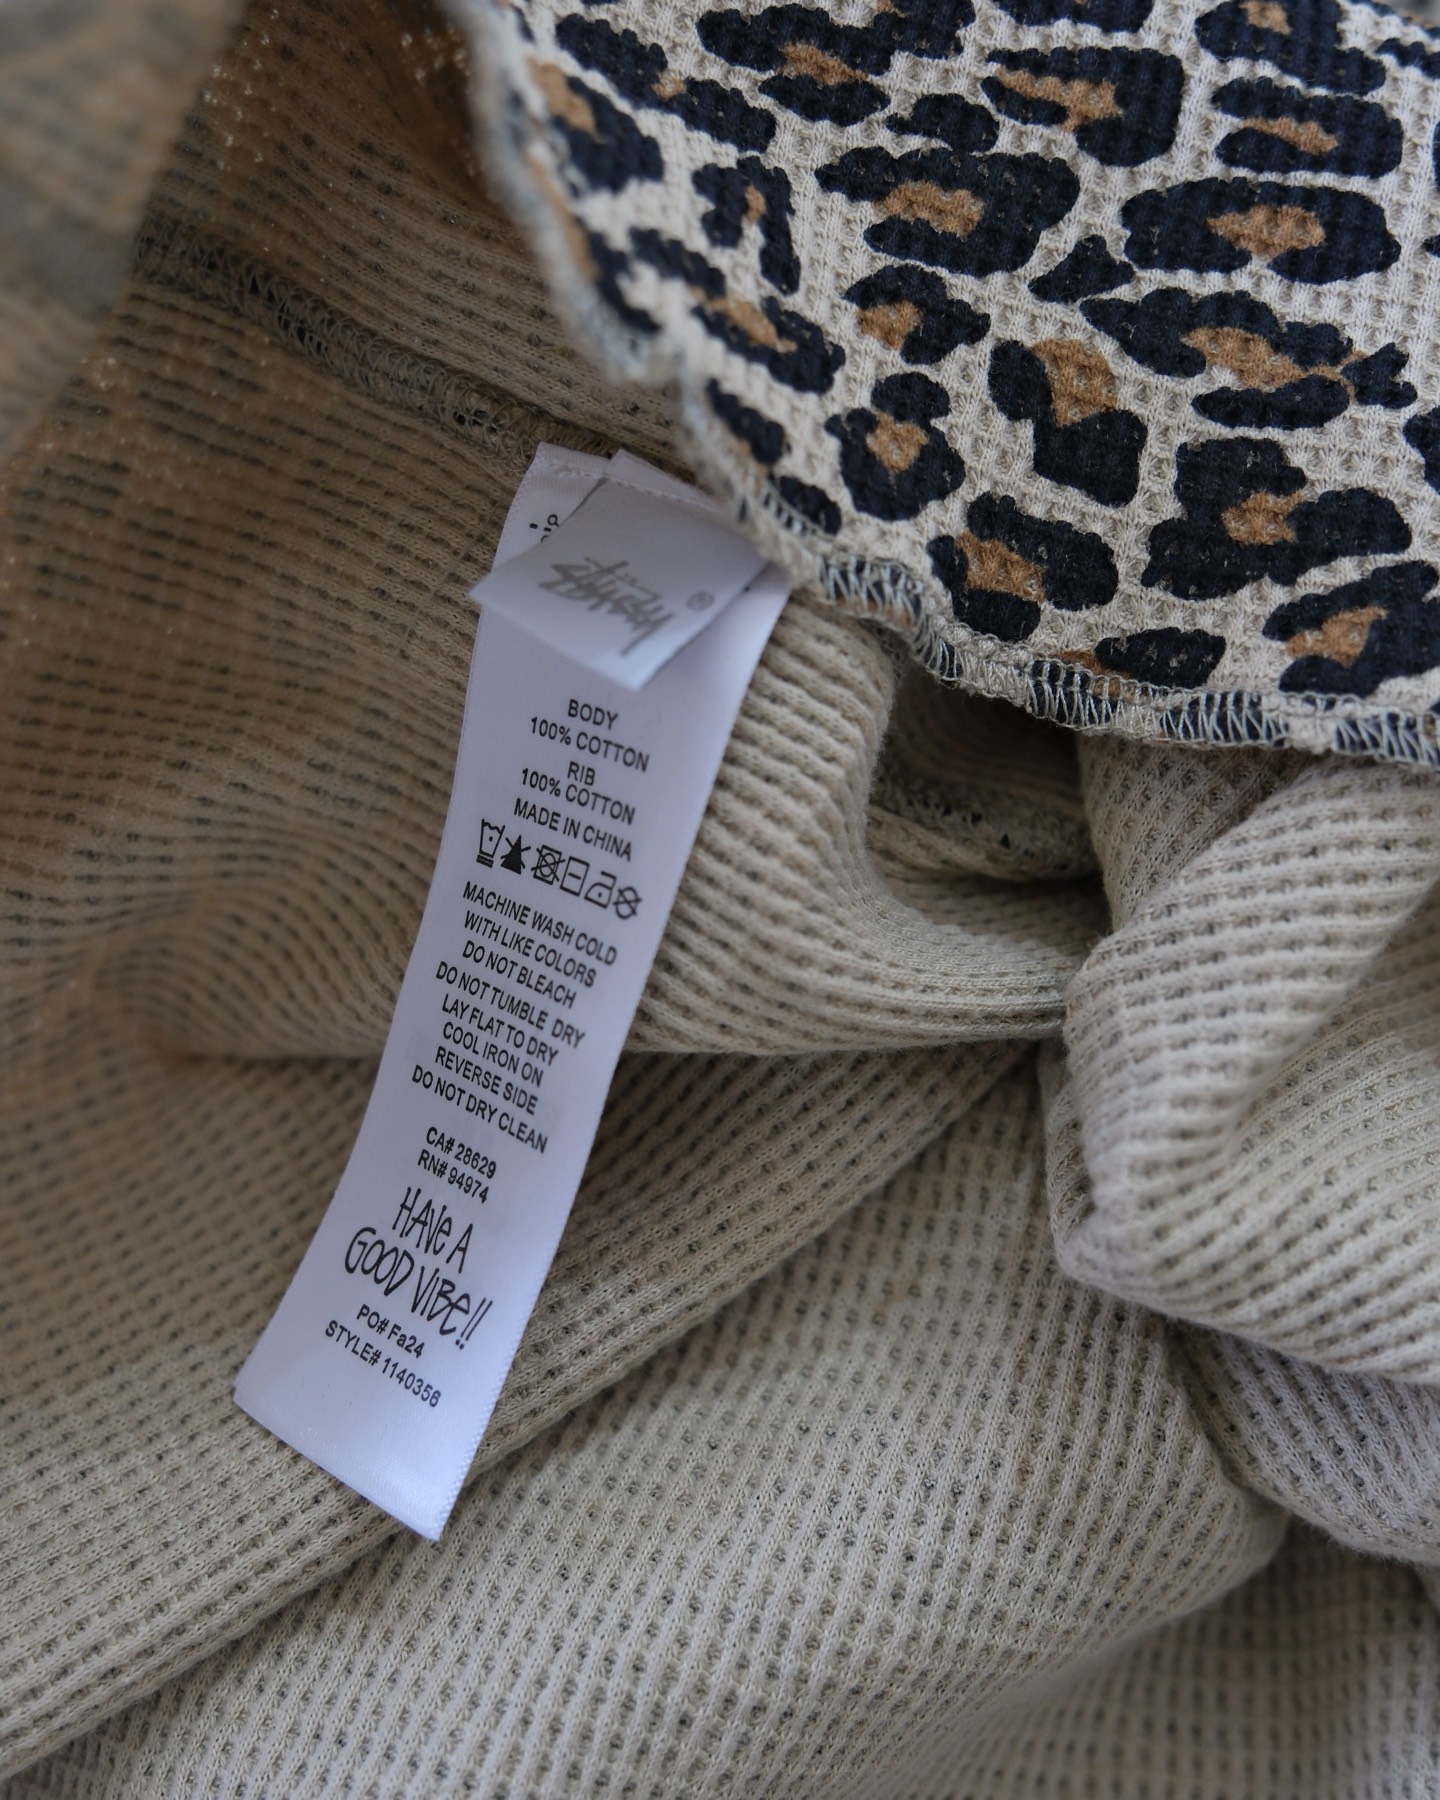 Stüssy ®
BODY
100% COTTON
RIB
100% COTTON
MADE IN CHINA
MACHINE WASH COLD
WITH LIKE COLORS
DO NOT BLEACH
DO NOT TUMBLE DRY
LAY FLAT TO DRY
COOL IRON ON
REVERSE SIDE
DO NOT DRY CLEAN
CA# 28629
RN# 94974
HAVE A
GOOD VIBE!!
PO# Fa24
STYLE# 1140356